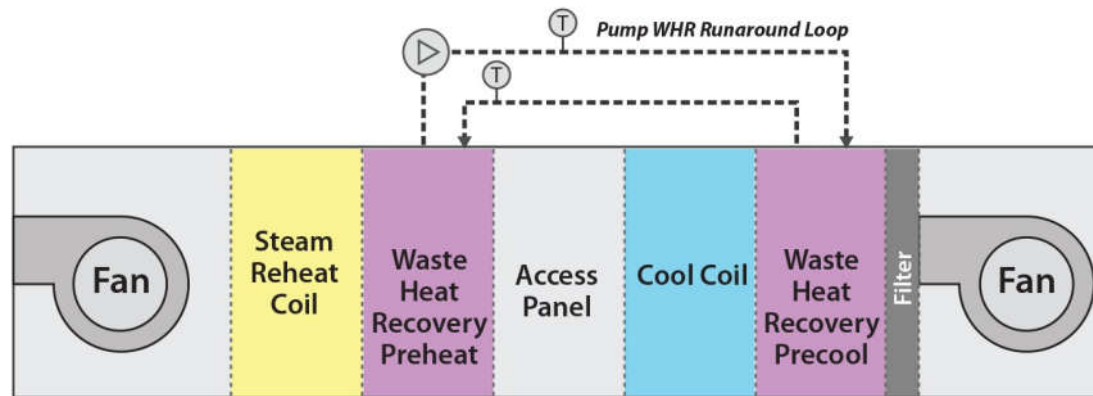 T
Pump WHR Runaround Loop
T
Fan
Steam
Reheat
Coil
Waste
Heat
Recovery
Preheat
Access
Panel
Cool Coil
Waste
Heat
Recovery
Precool
Filter
Fan